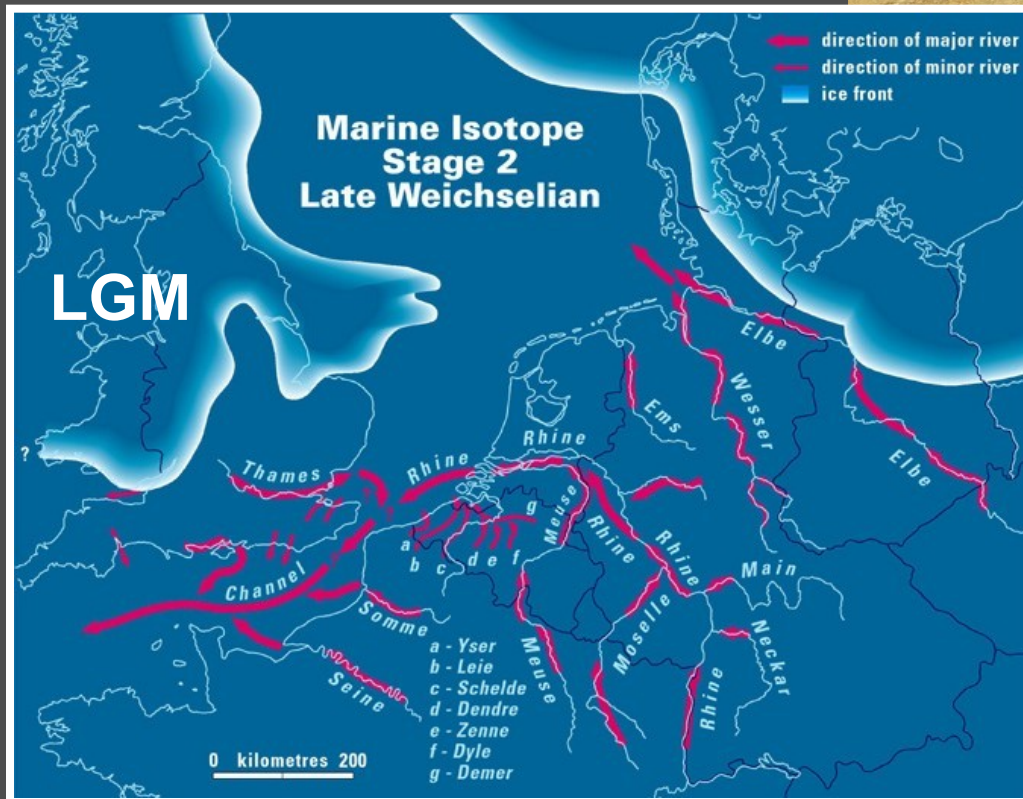 direction of major river
direction of minor river
ice front
Marine Isotope
Stage 2
Late Weichselian
LGM
Elbe
Wesser
Ems
Elbe
?
Thames
Rhine
Rhine
Meuse
Rhine
Rhine
g
a
b
c
d
e
f
Channel
Somme
Seine
Meuse
Moselle
Main
Neckar
Rhine
a - Yser
b - Leie
c - Schelde
d - Dendre
e - Zenne
f - Dyle
g - Demer
0 kilometres 200